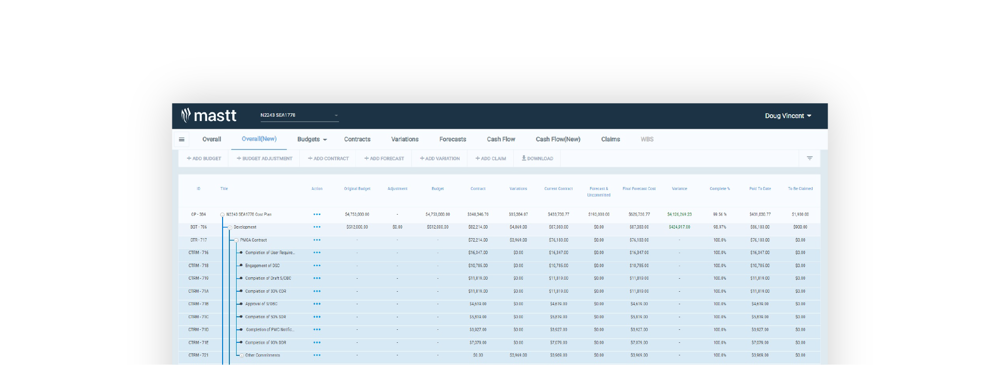 mastt N2243 SEA1778 Doug Vincent
Overall Overall(New) Budgets Contracts Variations Forecasts Cash Flow Cash Flow(New) Claims WBS
+ ADD BUDGET + BUDGET ADJUSTMENT + ADD CONTRACT + ADD FORECAST + ADD VARIATION + ADD CLAIM DOWNLOAD
ID Title Action Original Budget Adjustment Budget Contract Variations Current Contract Forecast & Uncommitted Final Forecast Cost Variance Complete % Paid To Date To Be Claimed
CP - 384 N2243 SEA1778 Cost Plan ••• $4,753,000.00 - $4,753,000.00 $348,346.70 $85,384.07 $433,730.77 $193,000.00 $626,730.77 $4,126,269.23 99.56 % $431,830.77 $1,900.00
BGT - 706 Development ••• $512,000.00 $0.00 $512,000.00 $82,214.00 $4,869.00 $87,083.00 $0.00 $87,083.00 $424,917.00 98.97% $86,183.00 $900.00
CTR - 717 PMCA Contract ••• - - - $72,214.00 $3,969.00 $76,183.00 $0.00 $76,183.00 - 100.0% $76,183.00 $0.00
CTRM - 716 Completion of User Require... ••• - - - $16,347.00 $0.00 $16,347.00 $0.00 $16,347.00 - 100.0% $16,347.00 $0.00
CTRM - 718 Engagement of DSC ••• - - - $10,785.00 $0.00 $10,785.00 $0.00 $10,785.00 - 100.0% $10,785.00 $0.00
CTRM - 719 Completion of Draft S/DBC ••• - - - $11,819.00 $0.00 $11,819.00 $0.00 $11,819.00 - 100.0% $11,819.00 $0.00
CTRM - 71A Completion of 30% CDR ••• - - - $11,819.00 $0.00 $11,819.00 $0.00 $11,819.00 - 100.0% $11,819.00 $0.00
CTRM - 71B Approval of S/DBC ••• - - - $4,619.00 $0.00 $4,619.00 $0.00 $4,619.00 - 100.0% $4,619.00 $0.00
CTRM - 71C Completion of 50% SDR ••• - - - $5,819.00 $0.00 $5,819.00 $0.00 $5,819.00 - 100.0% $5,819.00 $0.00
CTRM - 71D Completion of PWC Notific... ••• - - - $3,927.00 $0.00 $3,927.00 $0.00 $3,927.00 - 100.0% $3,927.00 $0.00
CTRM - 71E Completion of 90% DDR ••• - - - $7,079.00 $0.00 $7,079.00 $0.00 $7,079.00 - 100.0% $7,079.00 $0.00
CTRM - 721 Other Commitments ••• - - - $0.00 $3,969.00 $3,969.00 $0.00 $3,969.00 - 100.0% $3,969.00 $0.00